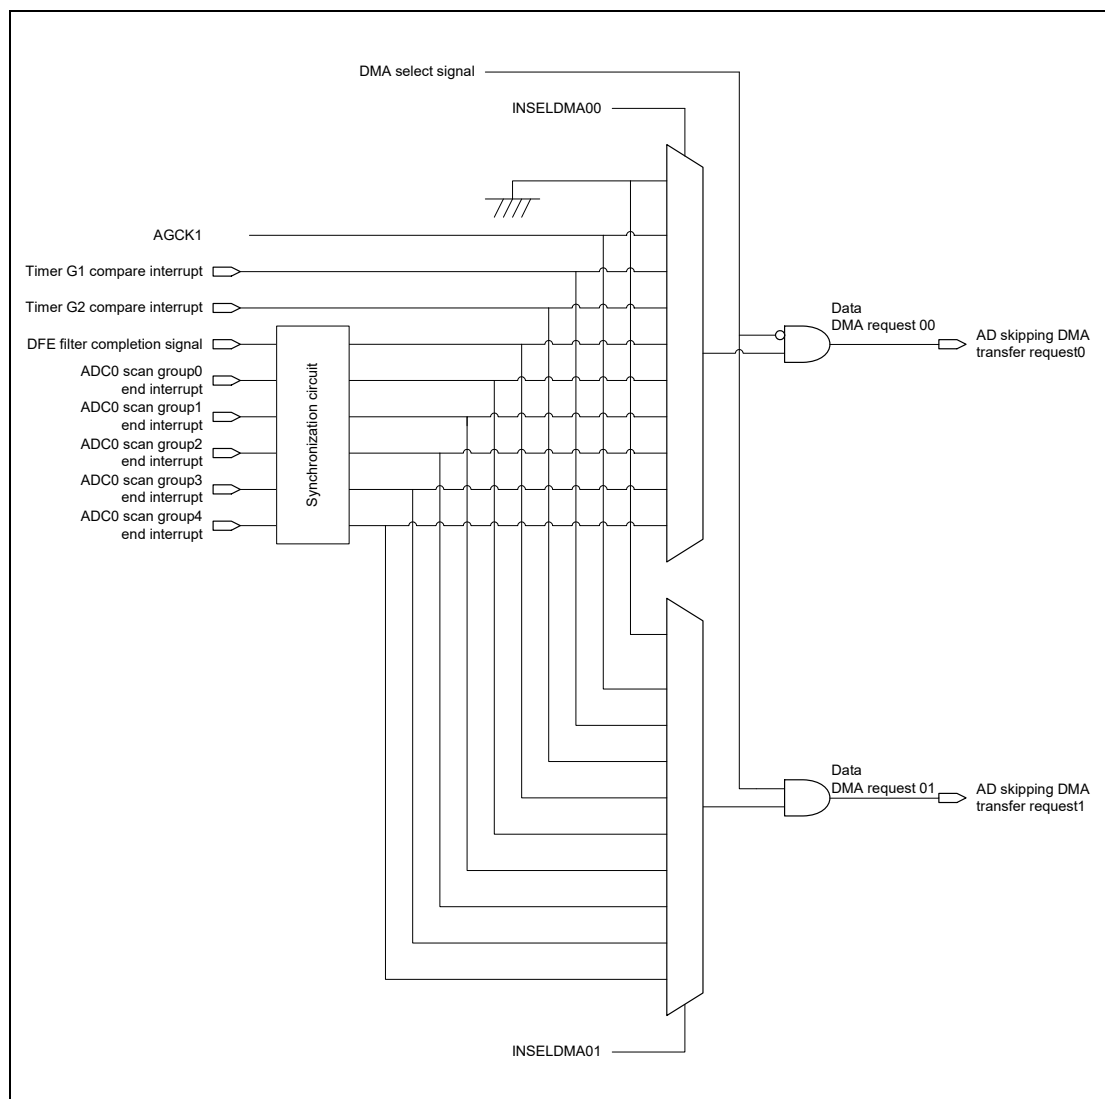 DMA select signal
INSELDMA00
AGCK1
Timer G1 compare interrupt
Timer G2 compare interrupt
DFE filter completion signal
ADC0 scan group0
end interrupt
ADC0 scan group1
end interrupt
ADC0 scan group2
end interrupt
ADC0 scan group3
end interrupt
ADC0 scan group4
end interrupt
Synchronization circuit
Data
DMA request 00
AD skipping DMA
transfer request0
Data
DMA request 01
AD skipping DMA
transfer request1
INSELDMA01